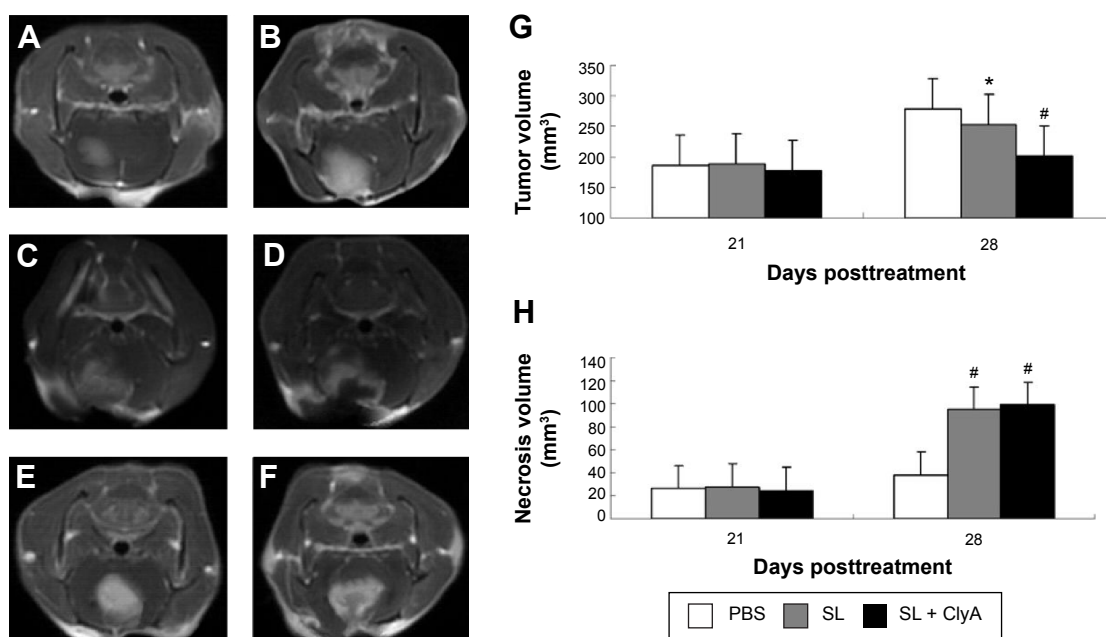 A
B
C
D
E
F
G
Tumor volume
(mm³)
350
300
250
200
150
100
*
#
21
28
Days posttreatment
H
Necrosis volume
(mm³)
140
120
100
80
60
40
20
0
#
#
21
28
Days posttreatment
PBS
SL
SL + ClyA